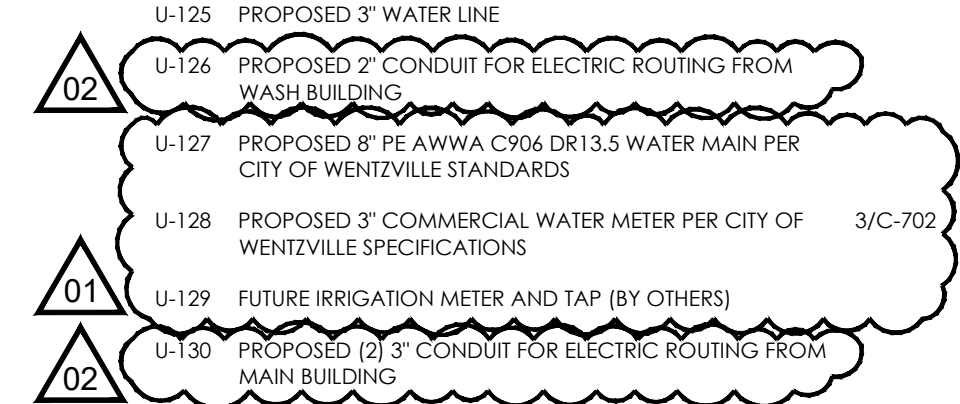 U-125 PROPOSED 3" WATER LINE
02
U-126 PROPOSED 2" CONDUIT FOR ELECTRIC ROUTING FROM
WASH BUILDING
U-127 PROPOSED 8" PE AWWA C906 DR13.5 WATER MAIN PER
CITY OF WENTZVILLE STANDARDS
U-128 PROPOSED 3" COMMERCIAL WATER METER PER CITY OF 3/C-702
WENTZVILLE SPECIFICATIONS
01
U-129 FUTURE IRRIGATION METER AND TAP (BY OTHERS)
02
U-130 PROPOSED (2) 3" CONDUIT FOR ELECTRIC ROUTING FROM
MAIN BUILDING